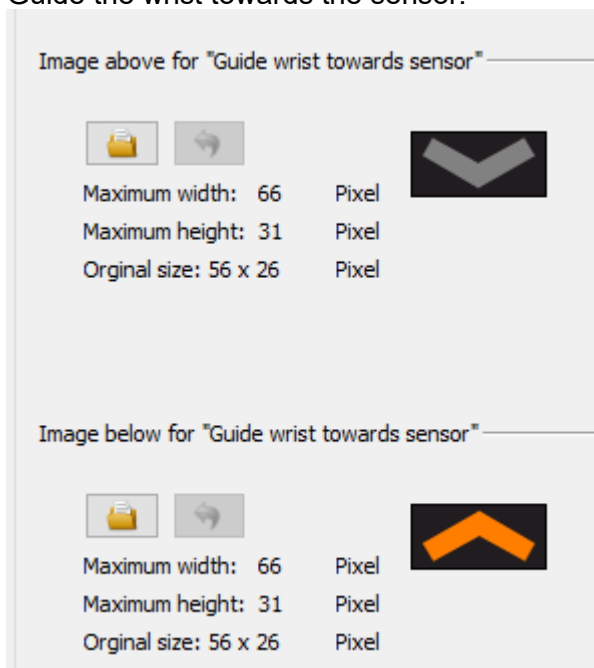 Guide the wrist towards the sensor.
Image above for "Guide wrist towards sensor"
Maximum width: 66 Pixel
Maximum height: 31 Pixel
Orginal size: 56 x 26 Pixel
Image below for "Guide wrist towards sensor"
Maximum width: 66 Pixel
Maximum height: 31 Pixel
Orginal size: 56 x 26 Pixel